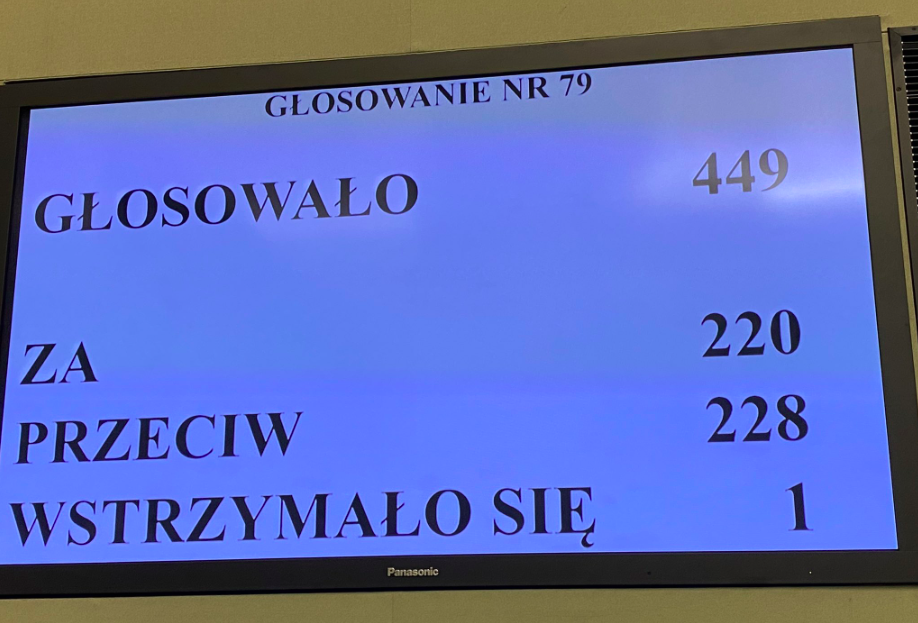 GŁOSOWANIE NR 79
GŁOSOWAŁO 449
ZA 220
PRZECIW 228
WSTRZYMAŁO SIĘ 1
Panasonic